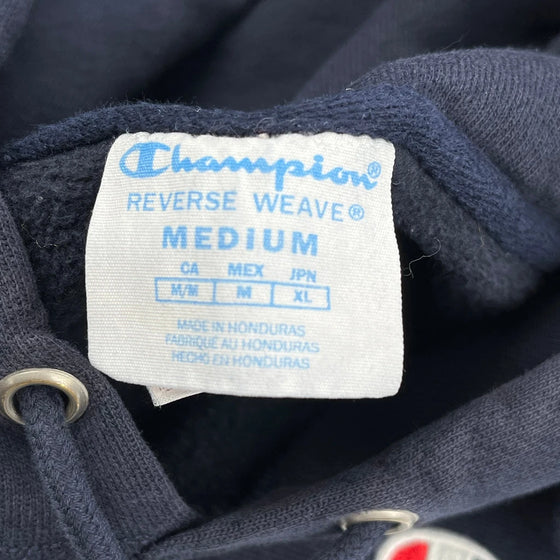 Champion®
REVERSE WEAVE®
MEDIUM
CA MEX JPN
M/M M XL
MADE IN HONDURAS
FABRIQUÉ AU HONDURAS
HECHO EN HONDURAS